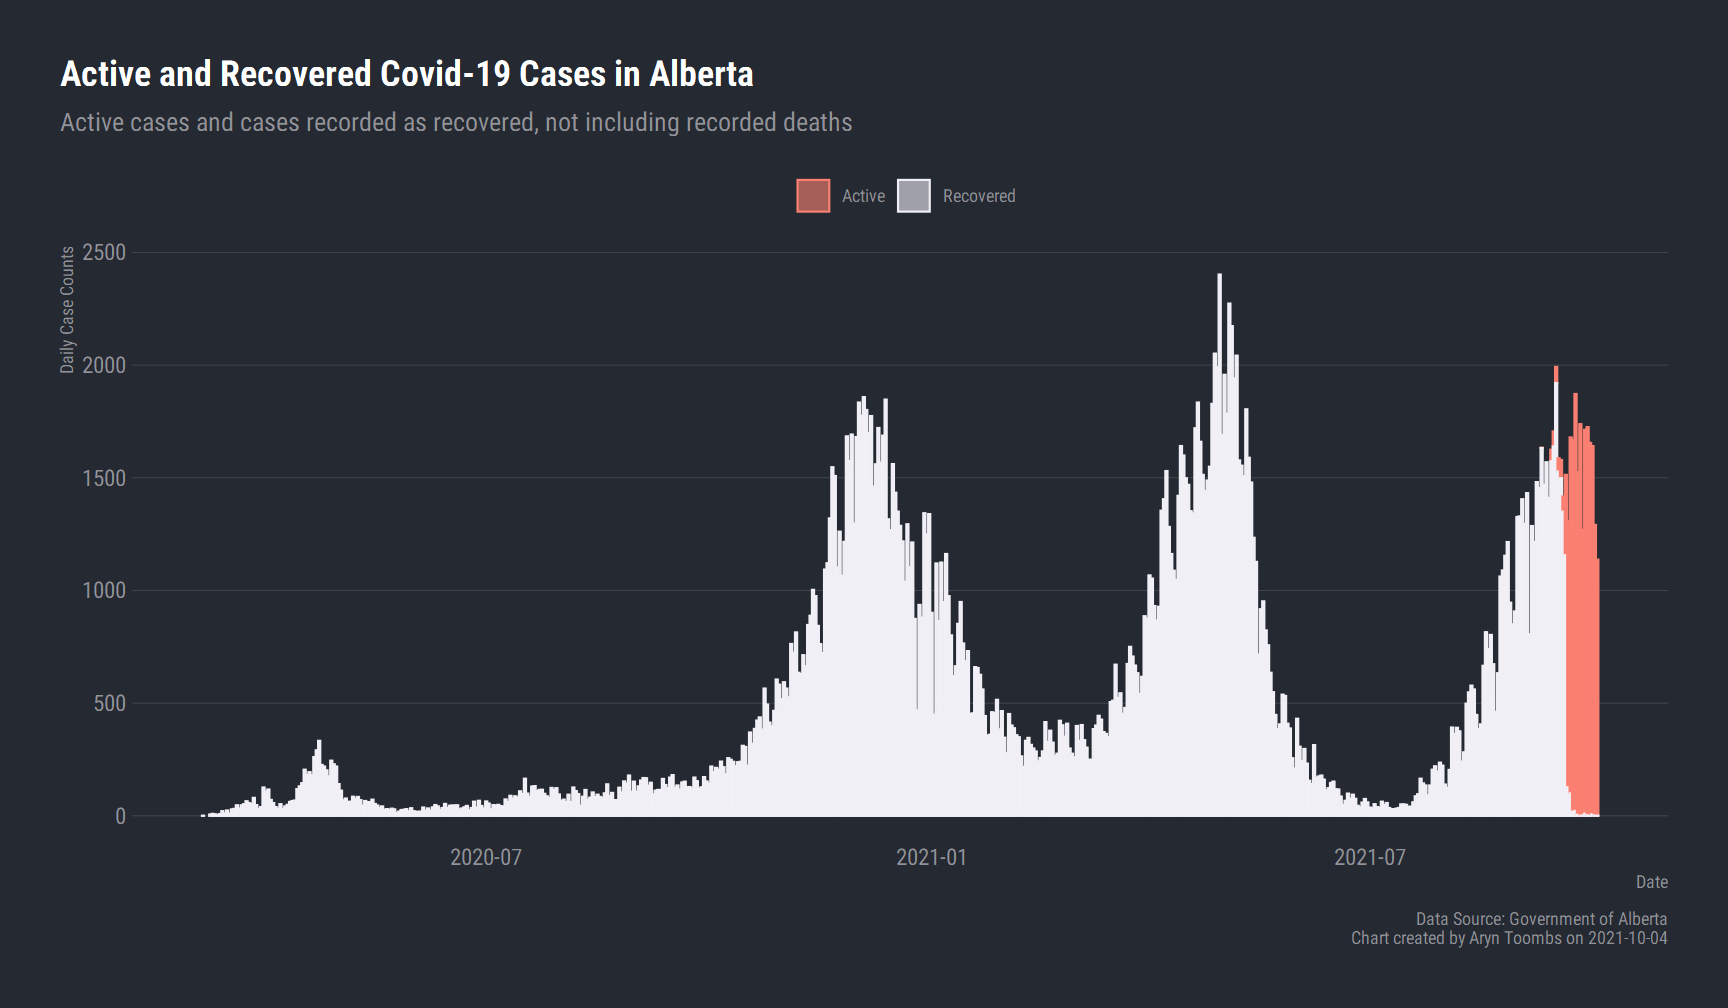 Active and Recovered Covid-19 Cases in Alberta
Active cases and cases recorded as recovered, not including recorded deaths
Active
Recovered
Daily Case Counts
2500
2000
1500
1000
500
0
2020-07
2021-01
2021-07
Date
Data Source: Government of Alberta
Chart created by Aryn Toombs on 2021-10-04